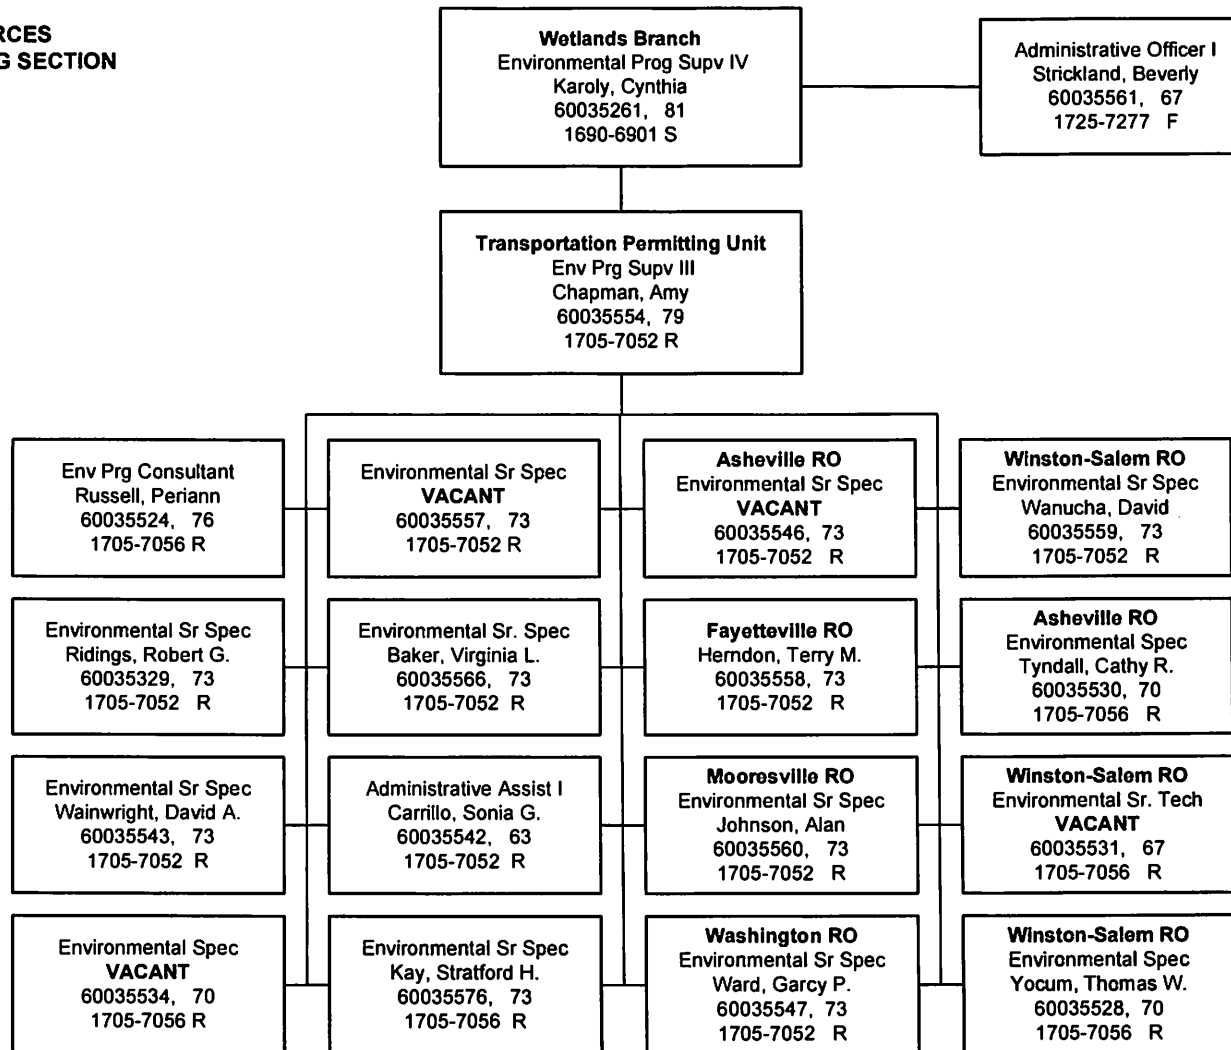 RCES
G SECTION
Wetlands Branch
Environmental Prog Supv IV
Karoly, Cynthia
60035261, 81
1690-6901 S
Administrative Officer I
Strickland, Beverly
60035561, 67
1725-7277 F
Transportation Permitting Unit
Env Prg Supv III
Chapman, Amy
60035554, 79
1705-7052 R
Env Prg Consultant
Russell, Periann
60035524, 76
1705-7056 R
Environmental Sr Spec
VACANT
60035557, 73
1705-7052 R
Asheville RO
Environmental Sr Spec
VACANT
60035546, 73
1705-7052 R
Winston-Salem RO
Environmental Sr Spec
Wanucha, David
60035559, 73
1705-7052 R
Environmental Sr Spec
Ridings, Robert G.
60035329, 73
1705-7052 R
Environmental Sr. Spec
Baker, Virginia L.
60035566, 73
1705-7052 R
Fayetteville RO
Herndon, Terry M.
60035558, 73
1705-7052 R
Asheville RO
Environmental Spec
Tyndall, Cathy R.
60035530, 70
1705-7056 R
Environmental Sr Spec
Wainwright, David A.
60035543, 73
1705-7052 R
Administrative Assist I
Carrillo, Sonia G.
60035542, 63
1705-7052 R
Mooresville RO
Environmental Sr Spec
Johnson, Alan
60035560, 73
1705-7052 R
Winston-Salem RO
Environmental Sr. Tech
VACANT
60035531, 67
1705-7056 R
Environmental Spec
VACANT
60035534, 70
1705-7056 R
Environmental Sr Spec
Kay, Stratford H.
60035576, 73
1705-7056 R
Washington RO
Environmental Sr Spec
Ward, Garcy P.
60035547, 73
1705-7052 R
Winston-Salem RO
Environmental Spec
Yocum, Thomas W.
60035528, 70
1705-7056 R